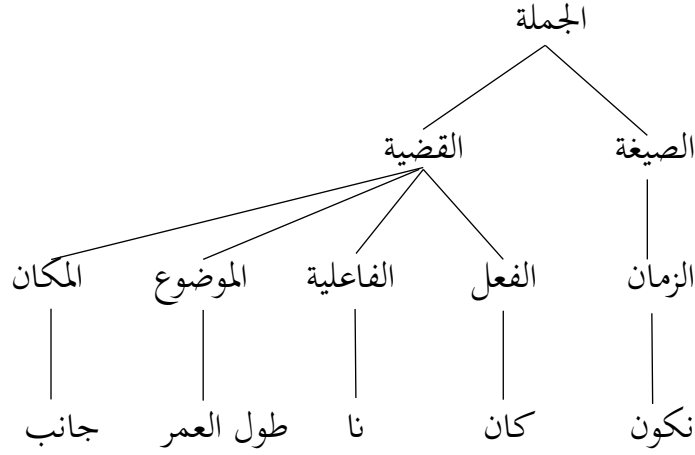 الجملة
الصيغة القضية
الزمان الفعل الفاعلية الموضوع المكان
نكون كان نا طول العمر جانب